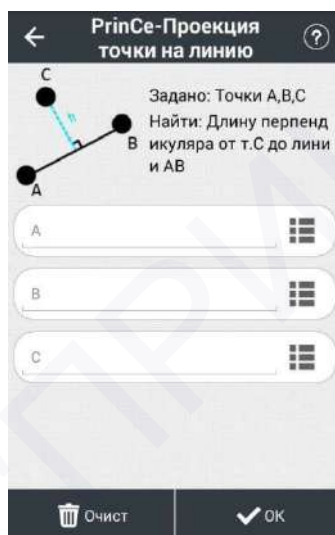 PrinCe-Проекция
точки на линию
?
C
h
B
A
Задано: Точки A,B,C
Найти: Длину перпенд
икуляра от т.C до лини
и AB
A
B
C
Очист
OK